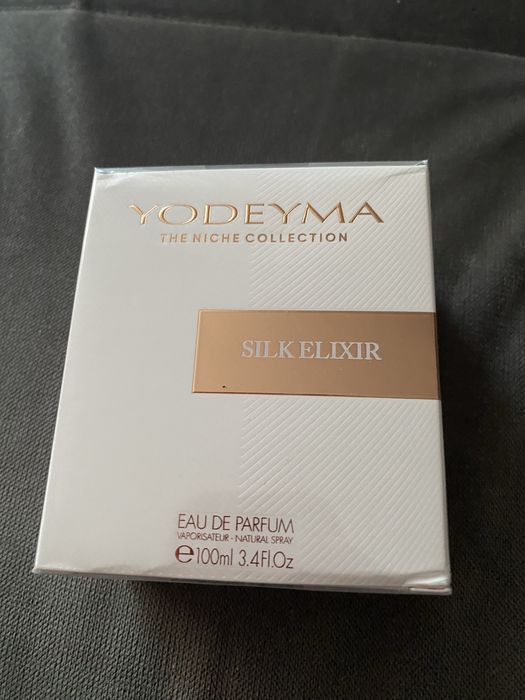 YODEYMA
THE NICHE COLLECTION
SILK ELIXIR
EAU DE PARFUM
VAPORISATEUR - NATURAL SPRAY
℮100ml 3.4Fl.Oz